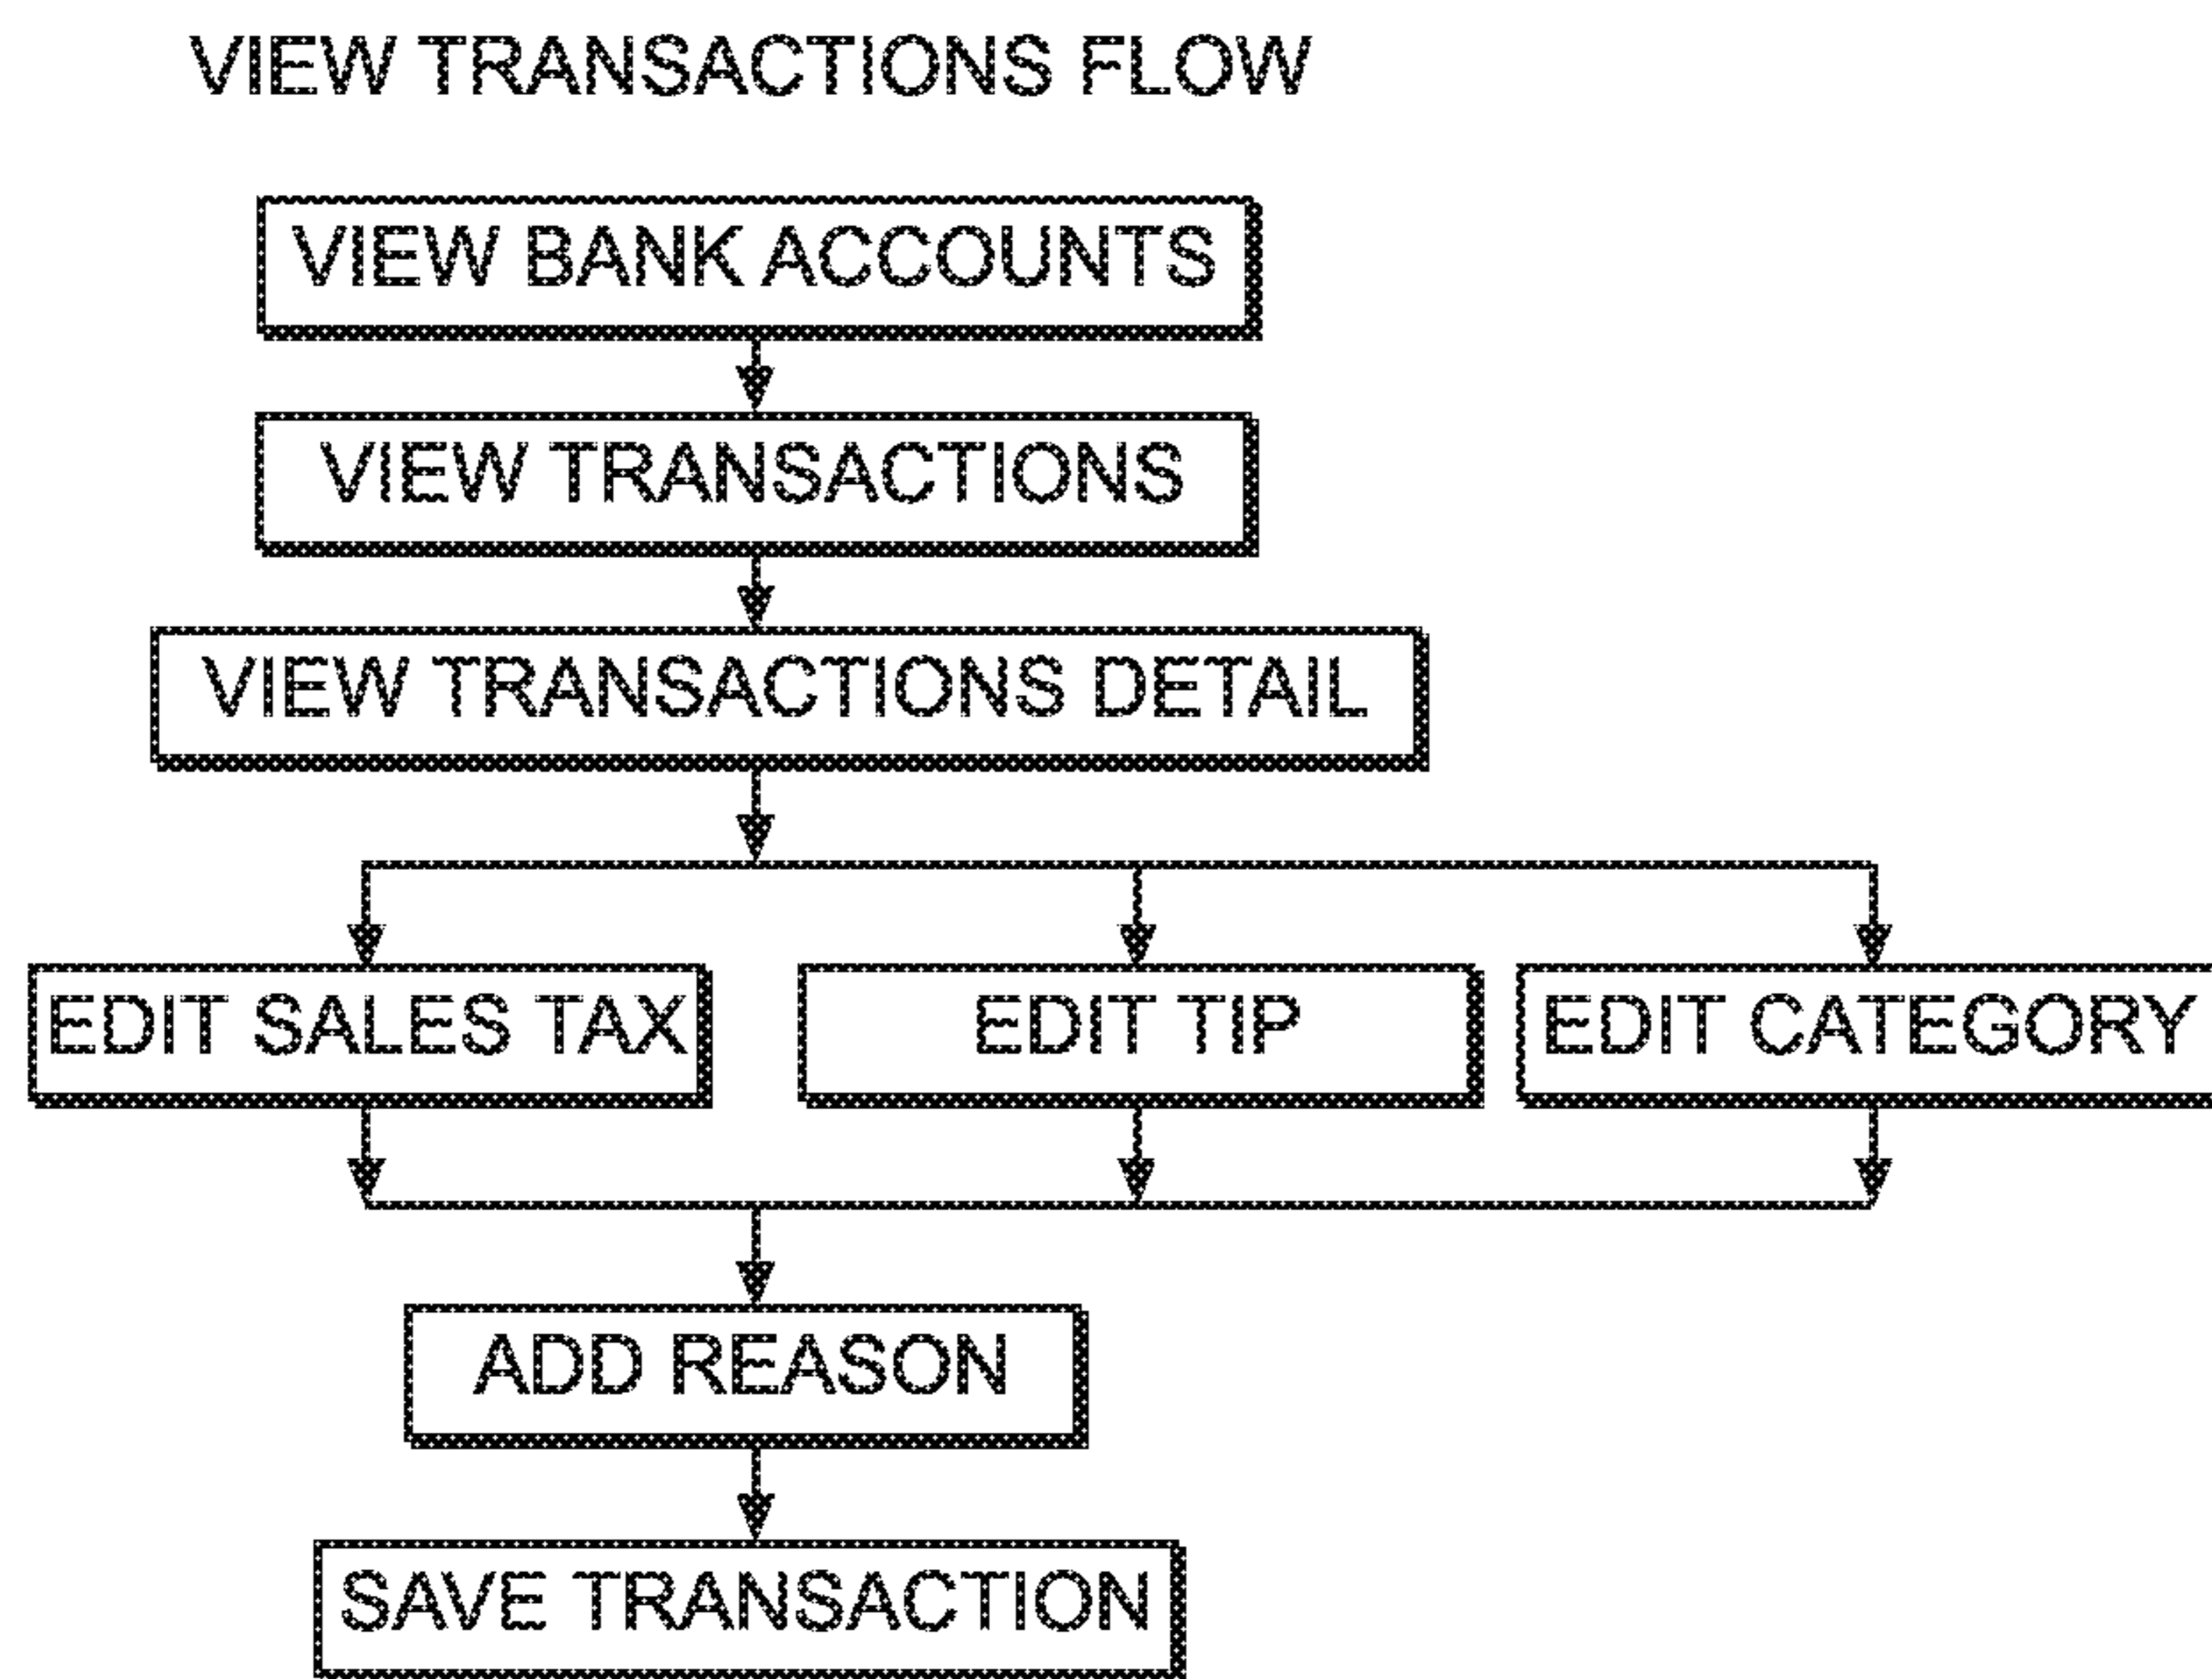 VIEW TRANSACTIONS FLOW
VIEW BANK ACCOUNTS
VIEW TRANSACTIONS
VIEW TRANSACTIONS DETAIL
EDIT SALES TAX
EDIT TIP
EDIT CATEGORY
ADD REASON
SAVE TRANSACTION